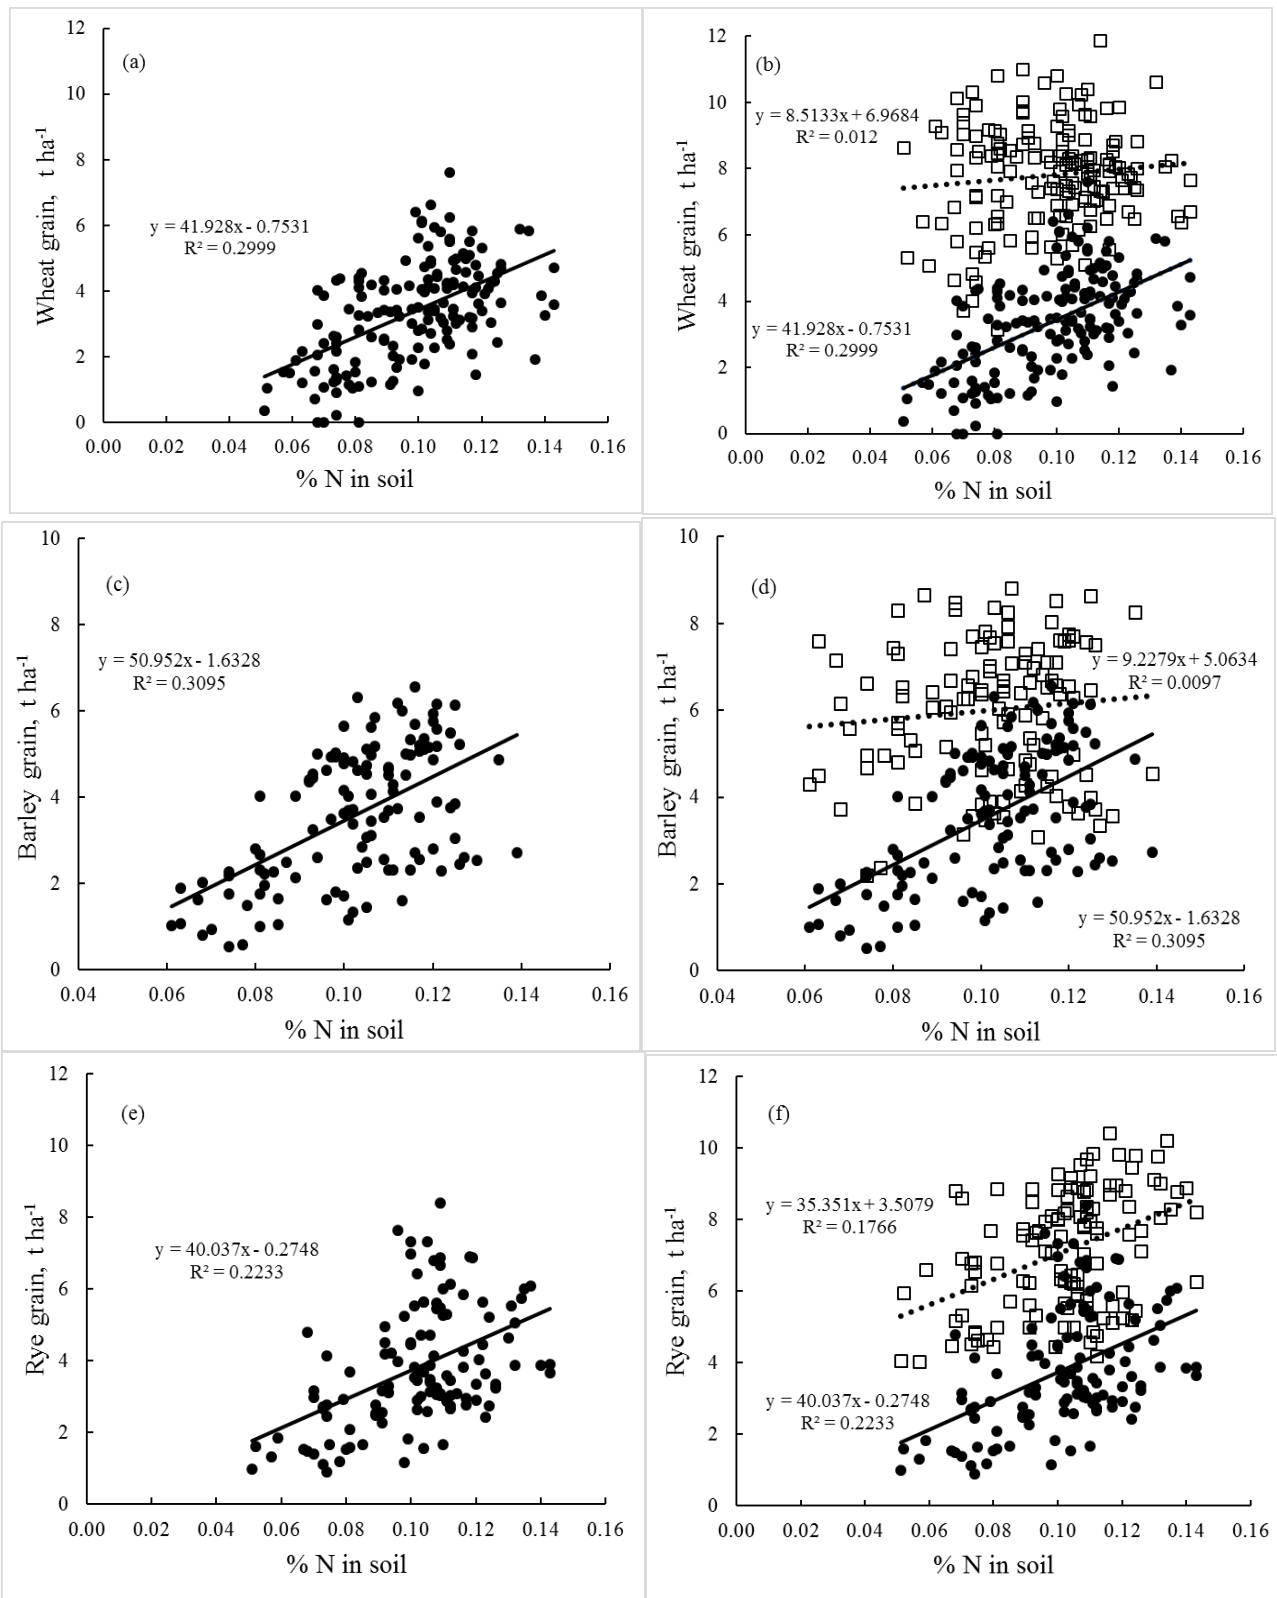 12
10
8
6
4
2
0
Wheat grain, t ha-1
(a)
y = 41.928x - 0.7531
R² = 0.2999
0.00 0.02 0.04 0.06 0.08 0.10 0.12 0.14 0.16
% N in soil
12
10
8
6
4
2
0
Wheat grain, t ha-1
(b)
y = 8.5133x + 6.9684
R² = 0.012
y = 41.928x - 0.7531
R² = 0.2999
0.00 0.02 0.04 0.06 0.08 0.10 0.12 0.14 0.16
% N in soil
10
8
6
4
2
0
Barley grain, t ha-1
(c)
y = 50.952x - 1.6328
R² = 0.3095
0.04 0.06 0.08 0.10 0.12 0.14 0.16
% N in soil
10
8
6
4
2
0
Barley grain, t ha-1
(d)
y = 9.2279x + 5.0634
R² = 0.0097
y = 50.952x - 1.6328
R² = 0.3095
0.04 0.06 0.08 0.10 0.12 0.14 0.16
% N in soil
12
10
8
6
4
2
0
Rye grain, t ha-1
(e)
y = 40.037x - 0.2748
R² = 0.2233
0.00 0.02 0.04 0.06 0.08 0.10 0.12 0.14 0.16
% N in soil
12
10
8
6
4
2
0
Rye grain, t ha-1
(f)
y = 35.351x + 3.5079
R² = 0.1766
y = 40.037x - 0.2748
R² = 0.2233
0.00 0.02 0.04 0.06 0.08 0.10 0.12 0.14 0.16
% N in soil